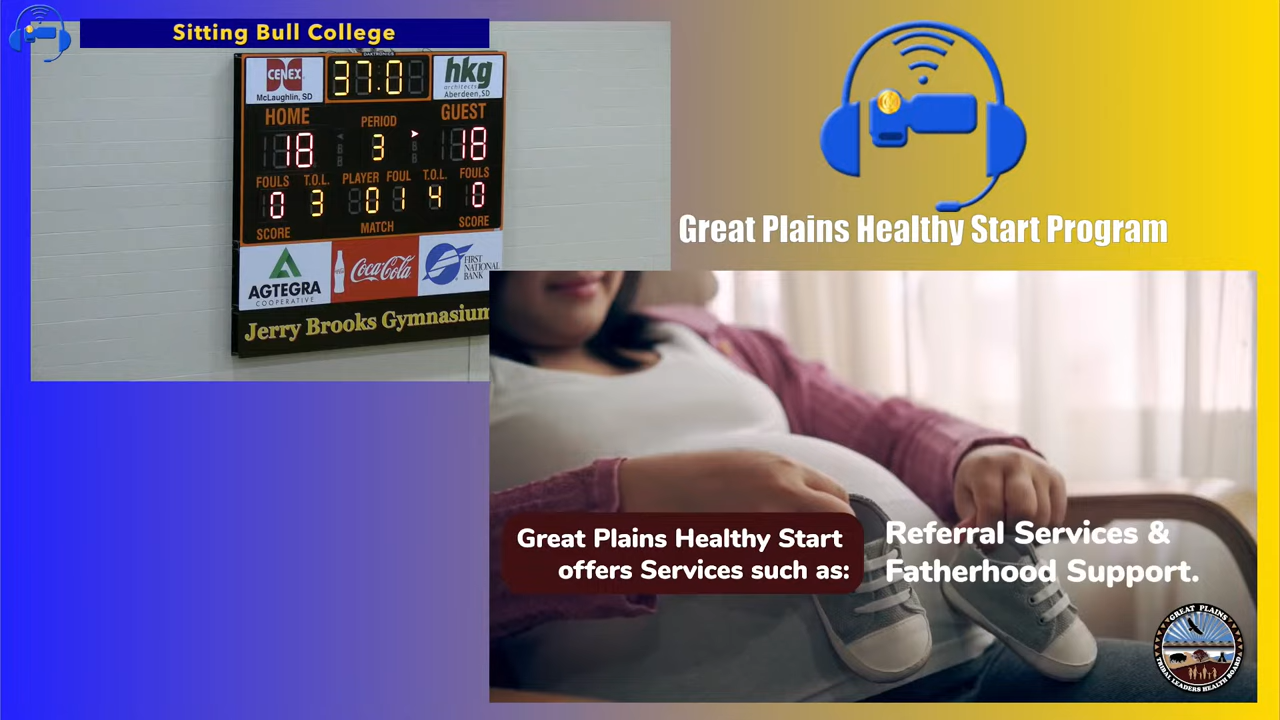 Sitting Bull College
CENEX
McLaughlin, SD
DAKTRONICS
37.0
hkg
architects
Aberdeen, SD
HOME
PERIOD
GUEST
18
3
18
FOULS
T.O.L.
PLAYER
FOUL
T.O.L.
FOULS
0
3
0
1
4
0
SCORE
MATCH
SCORE
AGTEGRA
COOPERATIVE
Coca-Cola
FIRST
NATIONAL
BANK
Jerry Brooks Gymnasium
Great Plains Healthy Start Program
Great Plains Healthy Start
offers Services such as:
Referral Services &
Fatherhood Support.
GREAT PLAINS
TRIBAL LEADERS HEALTH BOARD